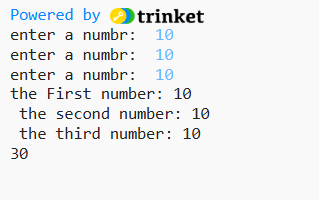 Powered by trinket
enter a numbr:  10
enter a numbr:  10
enter a numbr:  10
the First number: 10
 the second number: 10
 the third number: 10
30